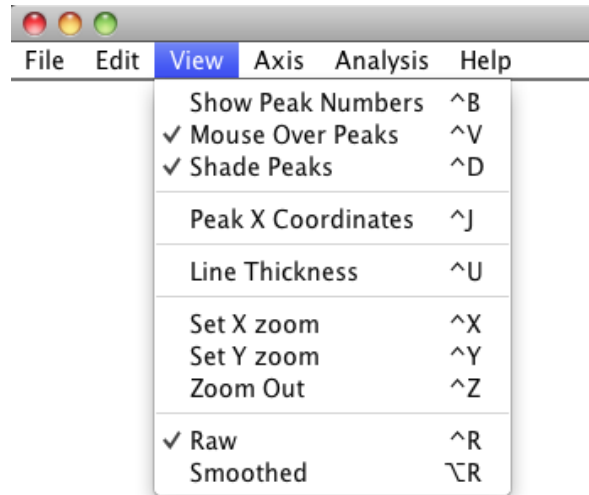 File Edit View Axis Analysis Help
Show Peak Numbers ^B
✓ Mouse Over Peaks ^V
✓ Shade Peaks ^D
Peak X Coordinates ^J
Line Thickness ^U
Set X zoom ^X
Set Y zoom ^Y
Zoom Out ^Z
✓ Raw ^R
Smoothed ⌥R